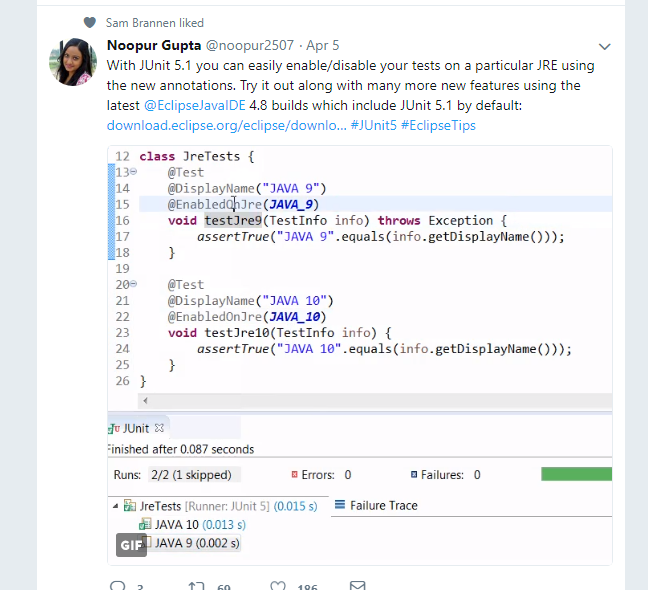 Sam Brannen liked
Noopur Gupta @noopur2507 · Apr 5
With JUnit 5.1 you can easily enable/disable your tests on a particular JRE using
the new annotations. Try it out along with many more new features using the
latest @EclipseJavaIDE 4.8 builds which include JUnit 5.1 by default:
download.eclipse.org/eclipse/downlo... #JUnit5 #EclipseTips
12 class JreTests {
13 @Test
14 @DisplayName("JAVA 9")
15 @EnabledOnJre(JAVA_9)
16 void testJre9(TestInfo info) throws Exception {
17 assertTrue("JAVA 9".equals(info.getDisplayName()));
18 }
19
20 @Test
21 @DisplayName("JAVA 10")
22 @EnabledOnJre(JAVA_10)
23 void testJre10(TestInfo info) {
24 assertTrue("JAVA 10".equals(info.getDisplayName()));
25 }
26 }
JUnit
Finished after 0.087 seconds
Runs: 2/2 (1 skipped) Errors: 0 Failures: 0
JreTests [Runner: JUnit 5] (0.015 s) Failure Trace
JAVA 10 (0.013 s)
GIF JAVA 9 (0.002 s)